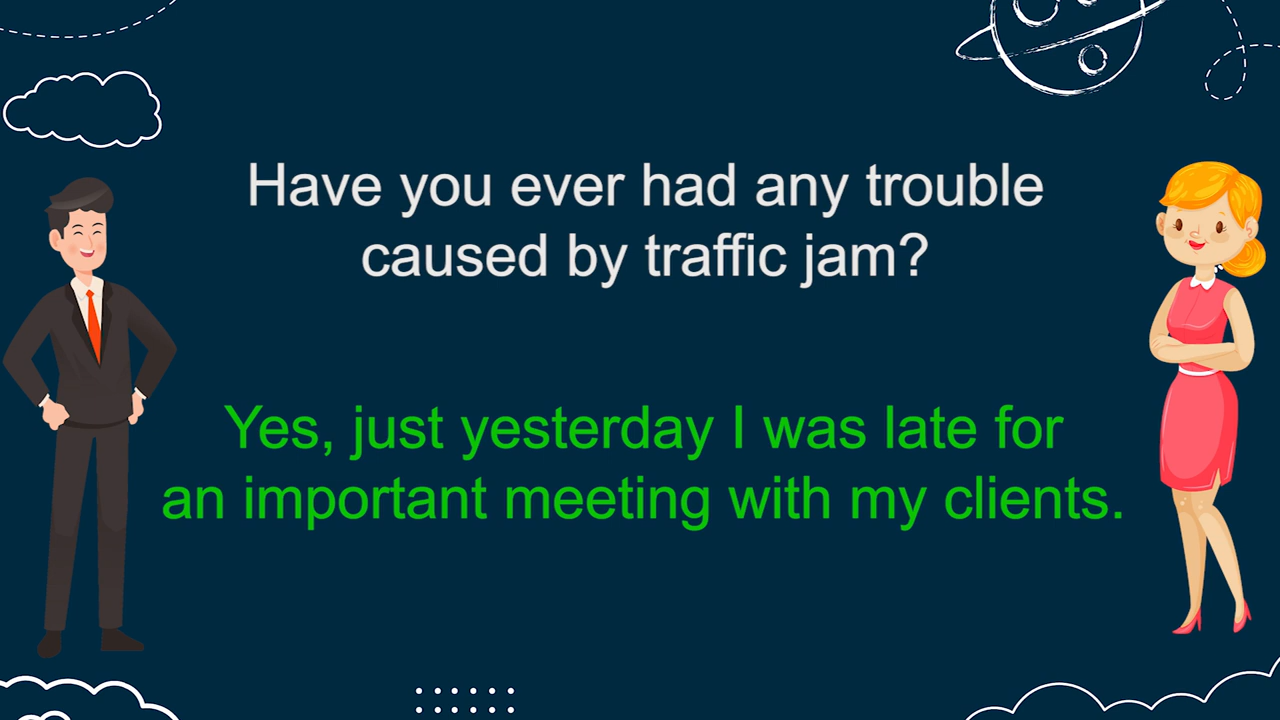 Have you ever had any trouble
caused by traffic jam?
Yes, just yesterday I was late for
an important meeting with my clients.